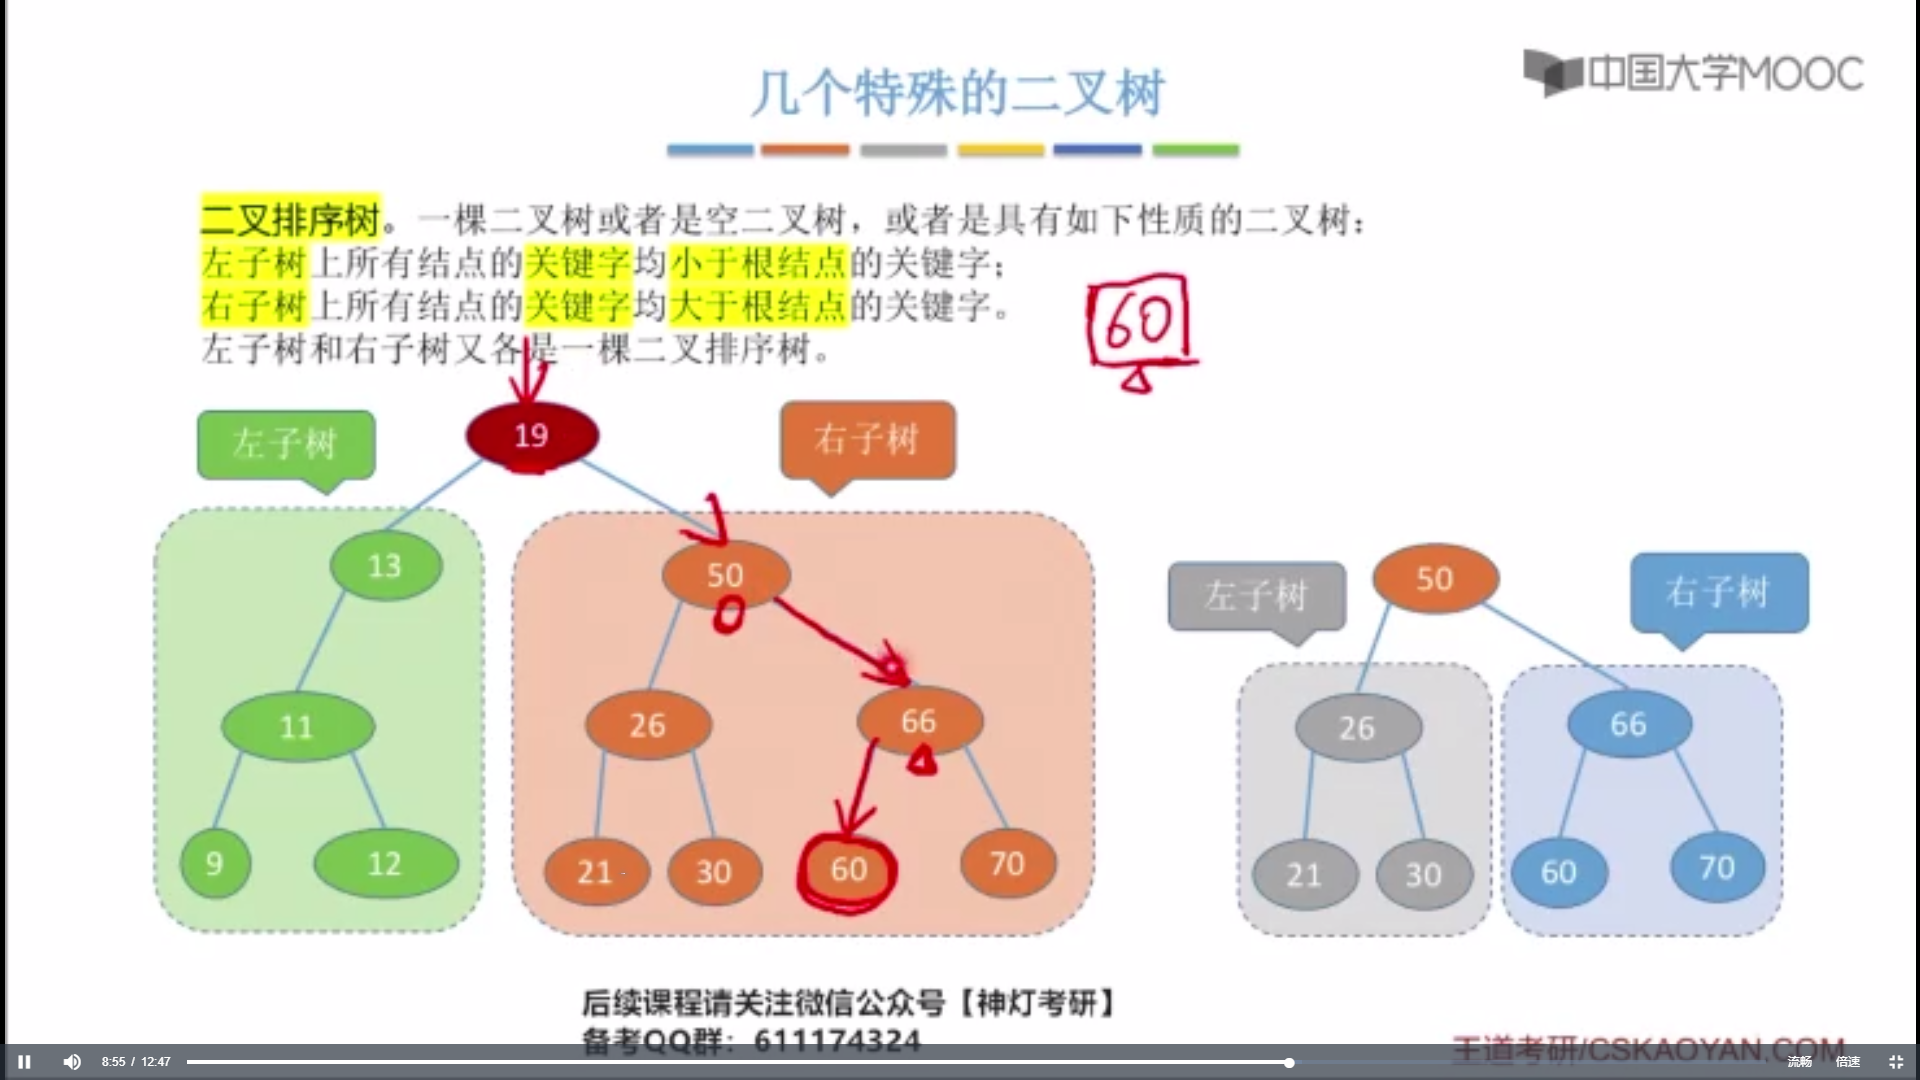 中国大学MOOC
几个特殊的二叉树
二叉排序树。一棵二叉树或者是空二叉树，或者是具有如下性质的二叉树：
左子树上所有结点的关键字均小于根结点的关键字；
右子树上所有结点的关键字均大于根结点的关键字。
左子树和右子树又各是一棵二叉排序树。
60
左子树
19
右子树
13
50
左子树
50
右子树
11
26
66
26
66
9
12
21
30
60
70
21
30
60
70
后续课程请关注微信公众号【神灯考研】
备考QQ群：611174324
王道考研/CSKAOYAN.COM
8:55 / 12:47
流畅
倍速